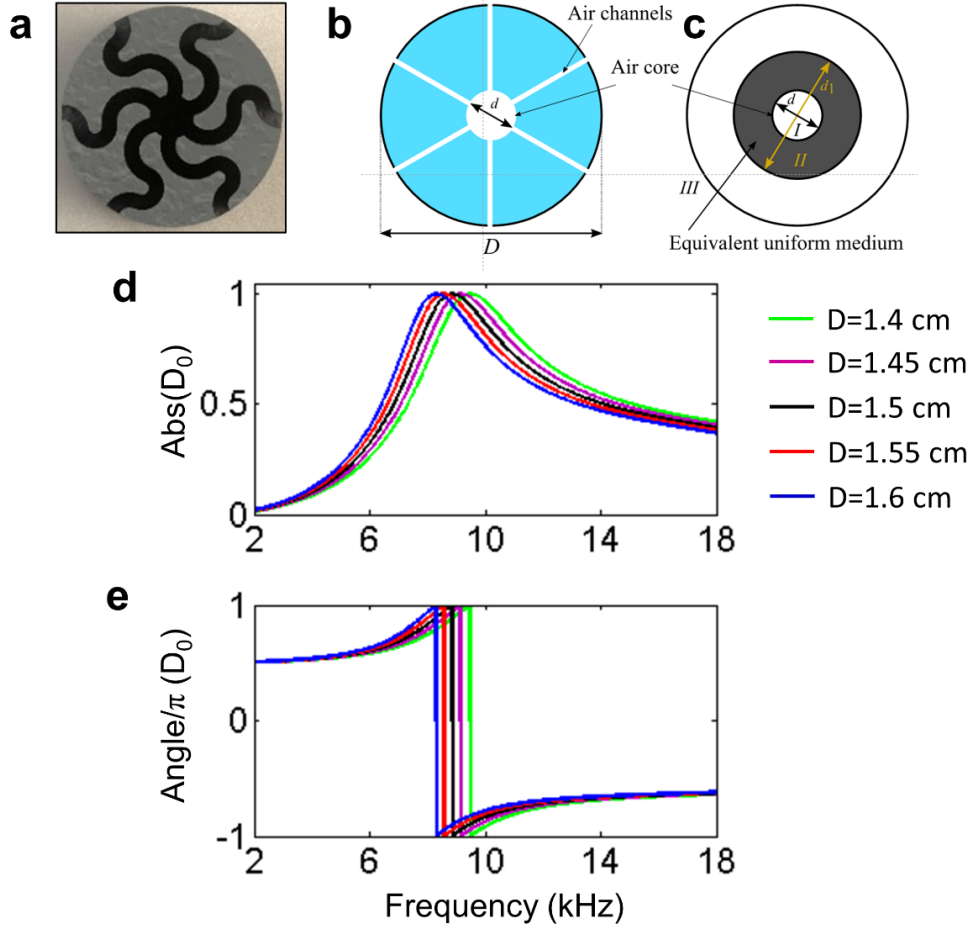 a
b
c
Air channels
Air core
d
D
d
d1
I
II
III
Equivalent uniform medium
d
Abs(D0)
1
0.5
0
2
6
10
14
18
D=1.4 cm
D=1.45 cm
D=1.5 cm
D=1.55 cm
D=1.6 cm
e
Angle/π (D0)
1
0
-1
2
6
10
14
18
Frequency (kHz)